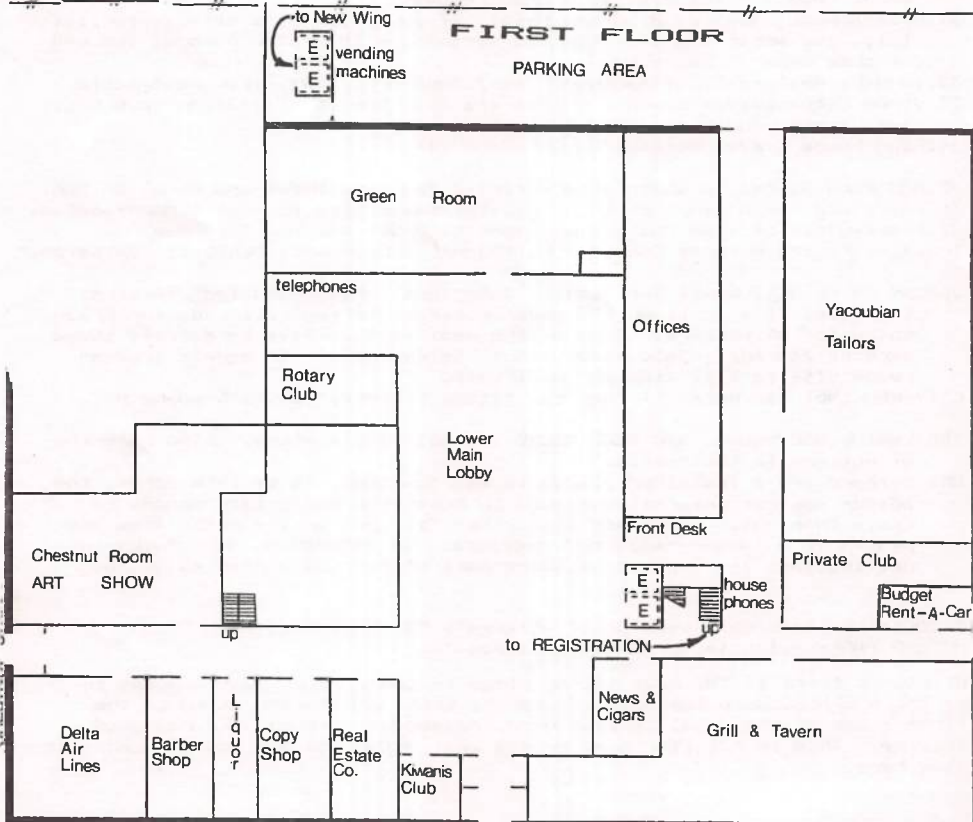 FIRST FLOOR
to New Wing
E
E
vending
machines
PARKING AREA
Green Room
telephones
Offices
Yacoubian
Tailors
Rotary
Club
Lower
Main
Lobby
Front Desk
Chestnut Room
ART SHOW
up
E
E
house
phones
up
to REGISTRATION
Private Club
Budget
Rent-A-Car
Delta
Air
Lines
Barber
Shop
Liquor
Copy
Shop
Real
Estate
Co.
Kiwanis
Club
News &
Cigars
Grill & Tavern